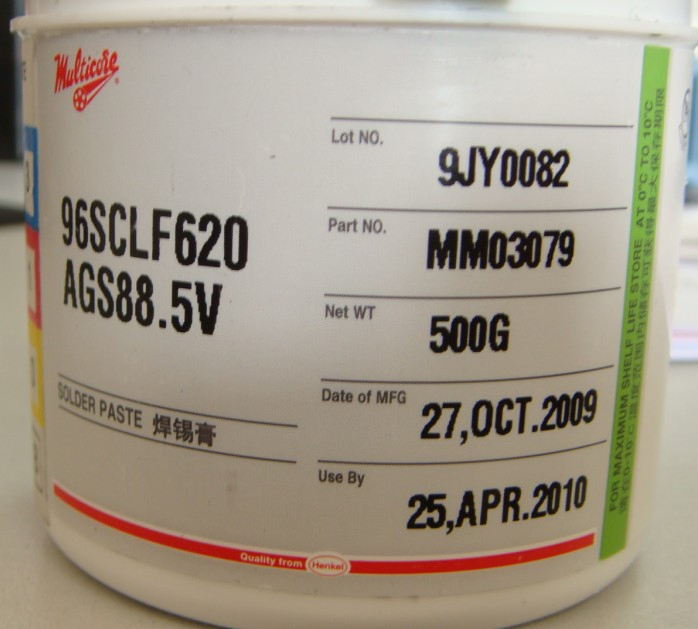 Multicore
96SCLF620
AGS88.5V
SOLDER PASTE 焊锡膏
Lot NO. 9JY0082
Part NO. MM03079
Net WT 500G
Date of MFG 27,OCT.2009
Use By 25,APR.2010
Quality from Henkel
FOR MAXIMUM SHELF LIFE STORE AT 0°C TO 10°C